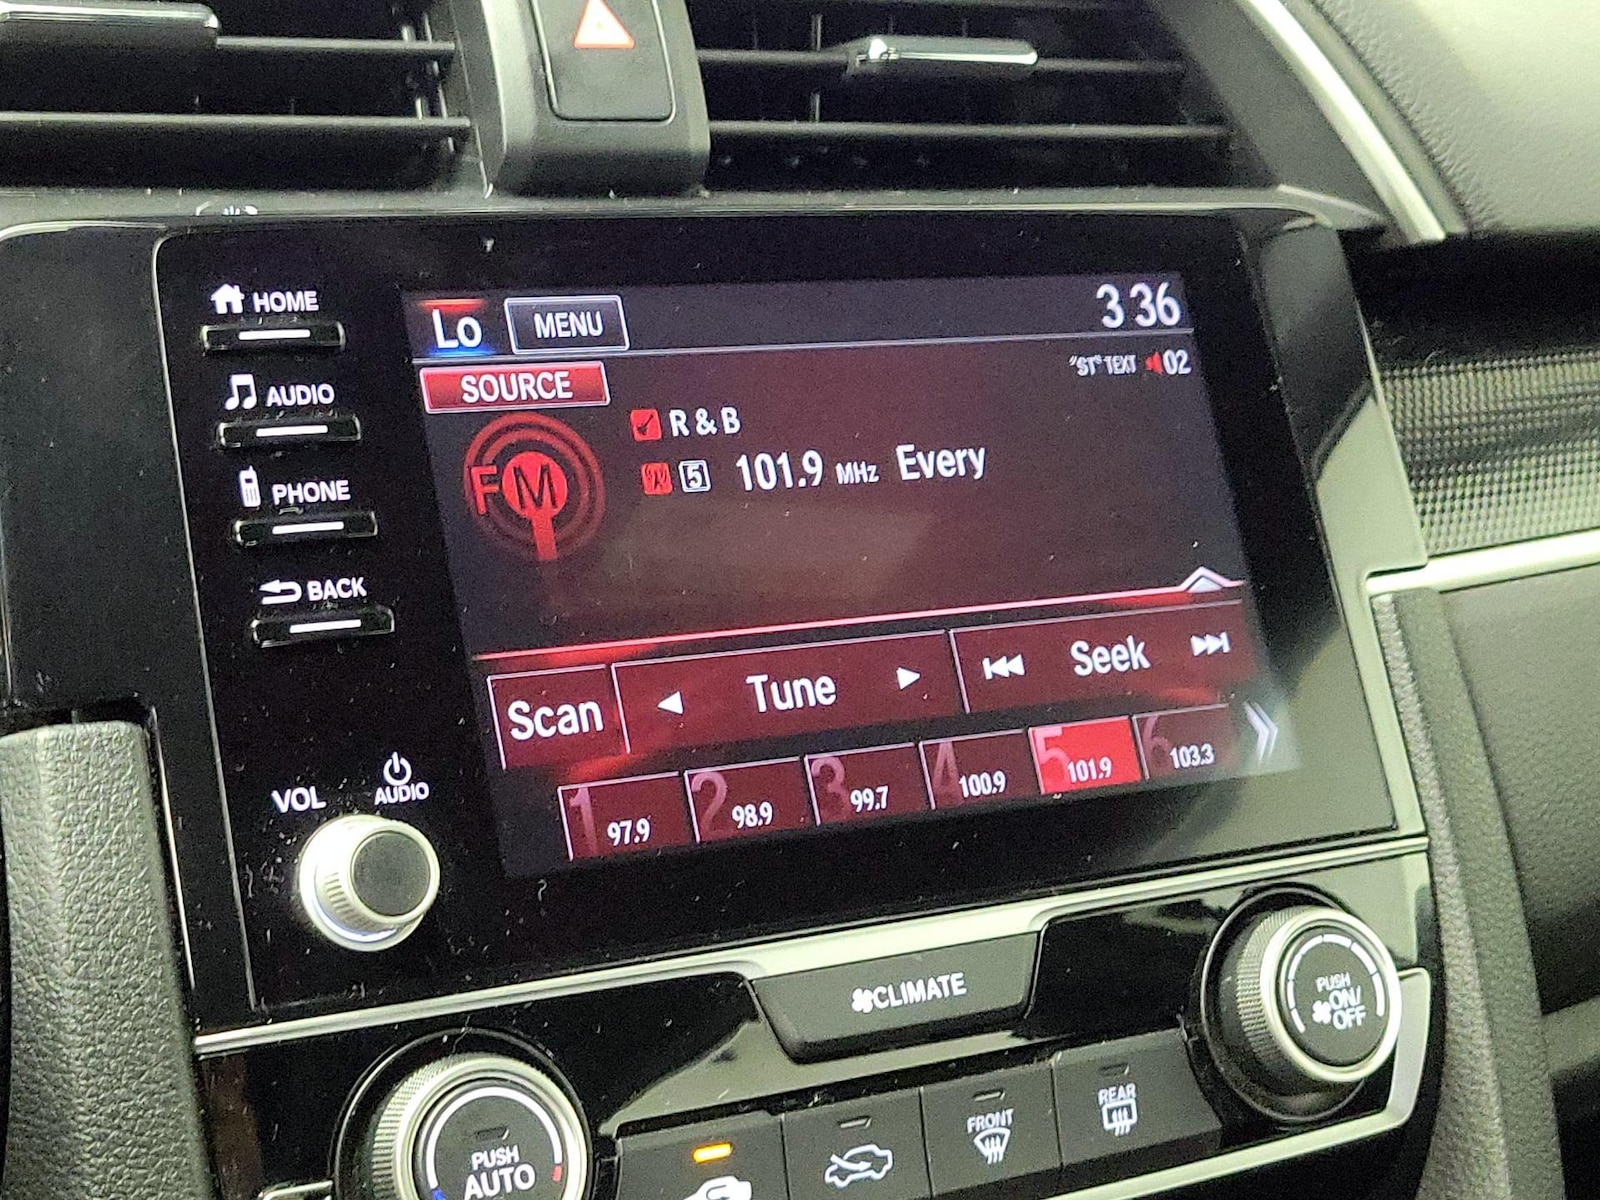 HOME
AUDIO
PHONE
BACK
VOL
AUDIO
Lo MENU 3 36
"ST" TEXT 02
SOURCE
FM
R & B
5 101.9 MHz Every
Scan Tune Seek
1 97.9 2 98.9 3 99.7 4 100.9 5 101.9 6 103.3
CLIMATE
PUSH ON/OFF
PUSH AUTO
FRONT
REAR